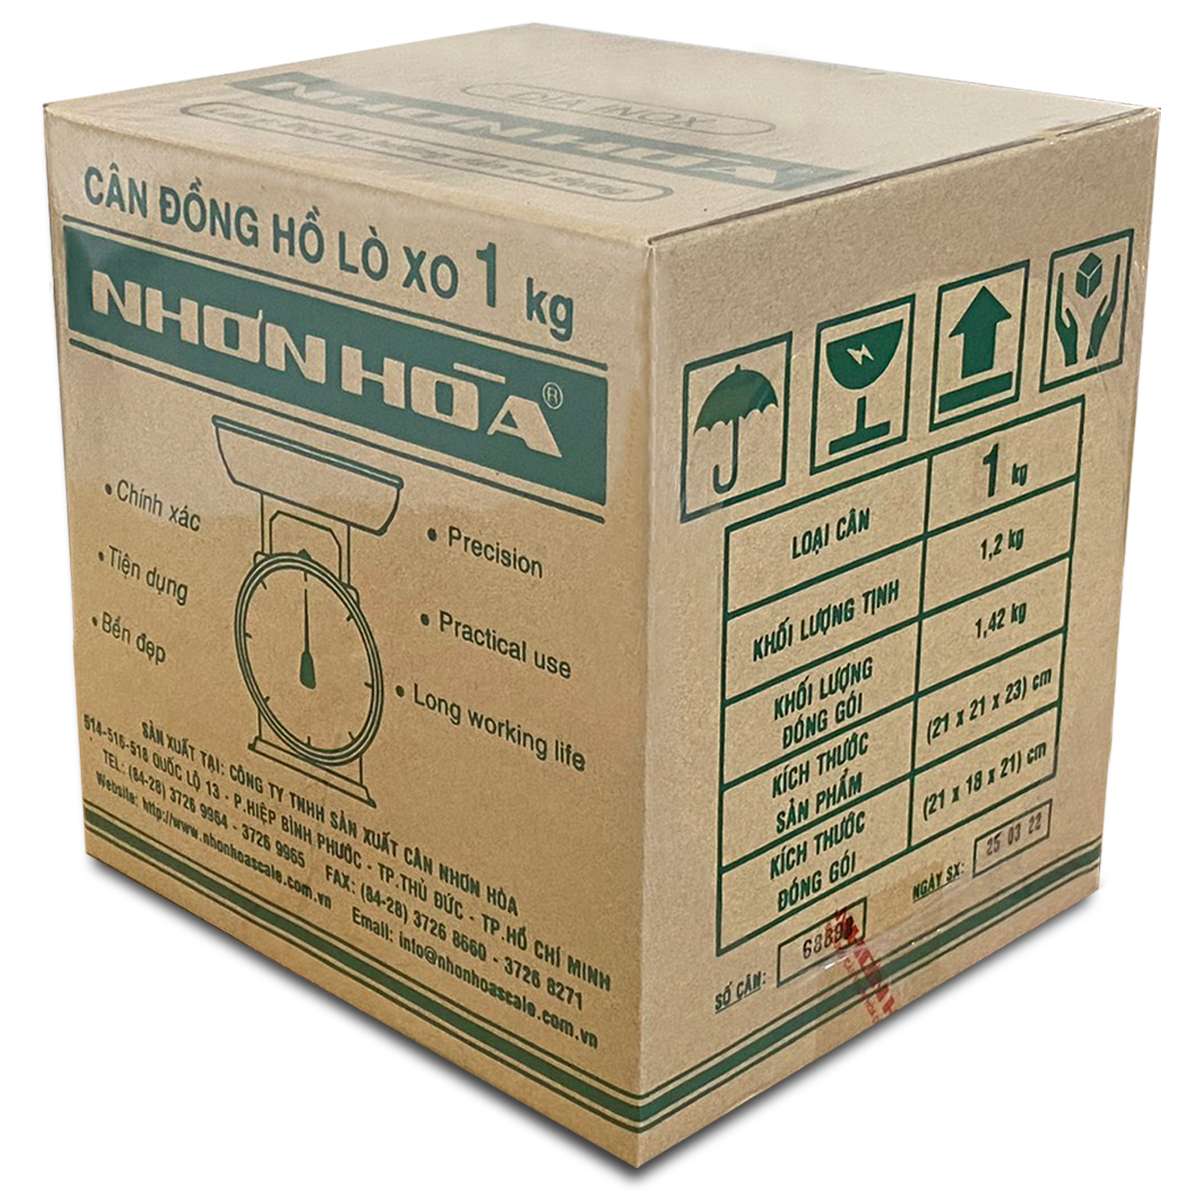 ĐĨA INOX
NHƠN HÒA
CÂN ĐỒNG HỒ LÒ XO 1 kg
NHƠN HÒA ®
• Chính xác
• Tiện dụng
• Bền đẹp
• Precision
• Practical use
• Long working life
SẢN XUẤT TẠI: CÔNG TY TNHH SẢN XUẤT CÂN NHƠN HÒA
514-516-518 QUỐC LỘ 13 - P.HIỆP BÌNH PHƯỚC - TP.THỦ ĐỨC - TP.HỒ CHÍ MINH
TEL: (84-28) 3726 9964 - 3726 9965 FAX: (84-28) 3726 8660 - 3726 8271
Website: http://www.nhonhoascale.com.vn Email: info@nhonhoascale.com.vn
LOẠI CÂN 1 kg
KHỐI LƯỢNG TỊNH 1,2 kg
KHỐI LƯỢNG
ĐÓNG GÓI 1,42 kg
KÍCH THƯỚC
SẢN PHẨM (21 x 21 x 23) cm
KÍCH THƯỚC
ĐÓNG GÓI (21 x 18 x 21) cm
SỐ CÂN:
NGÀY SX: 25 03 22